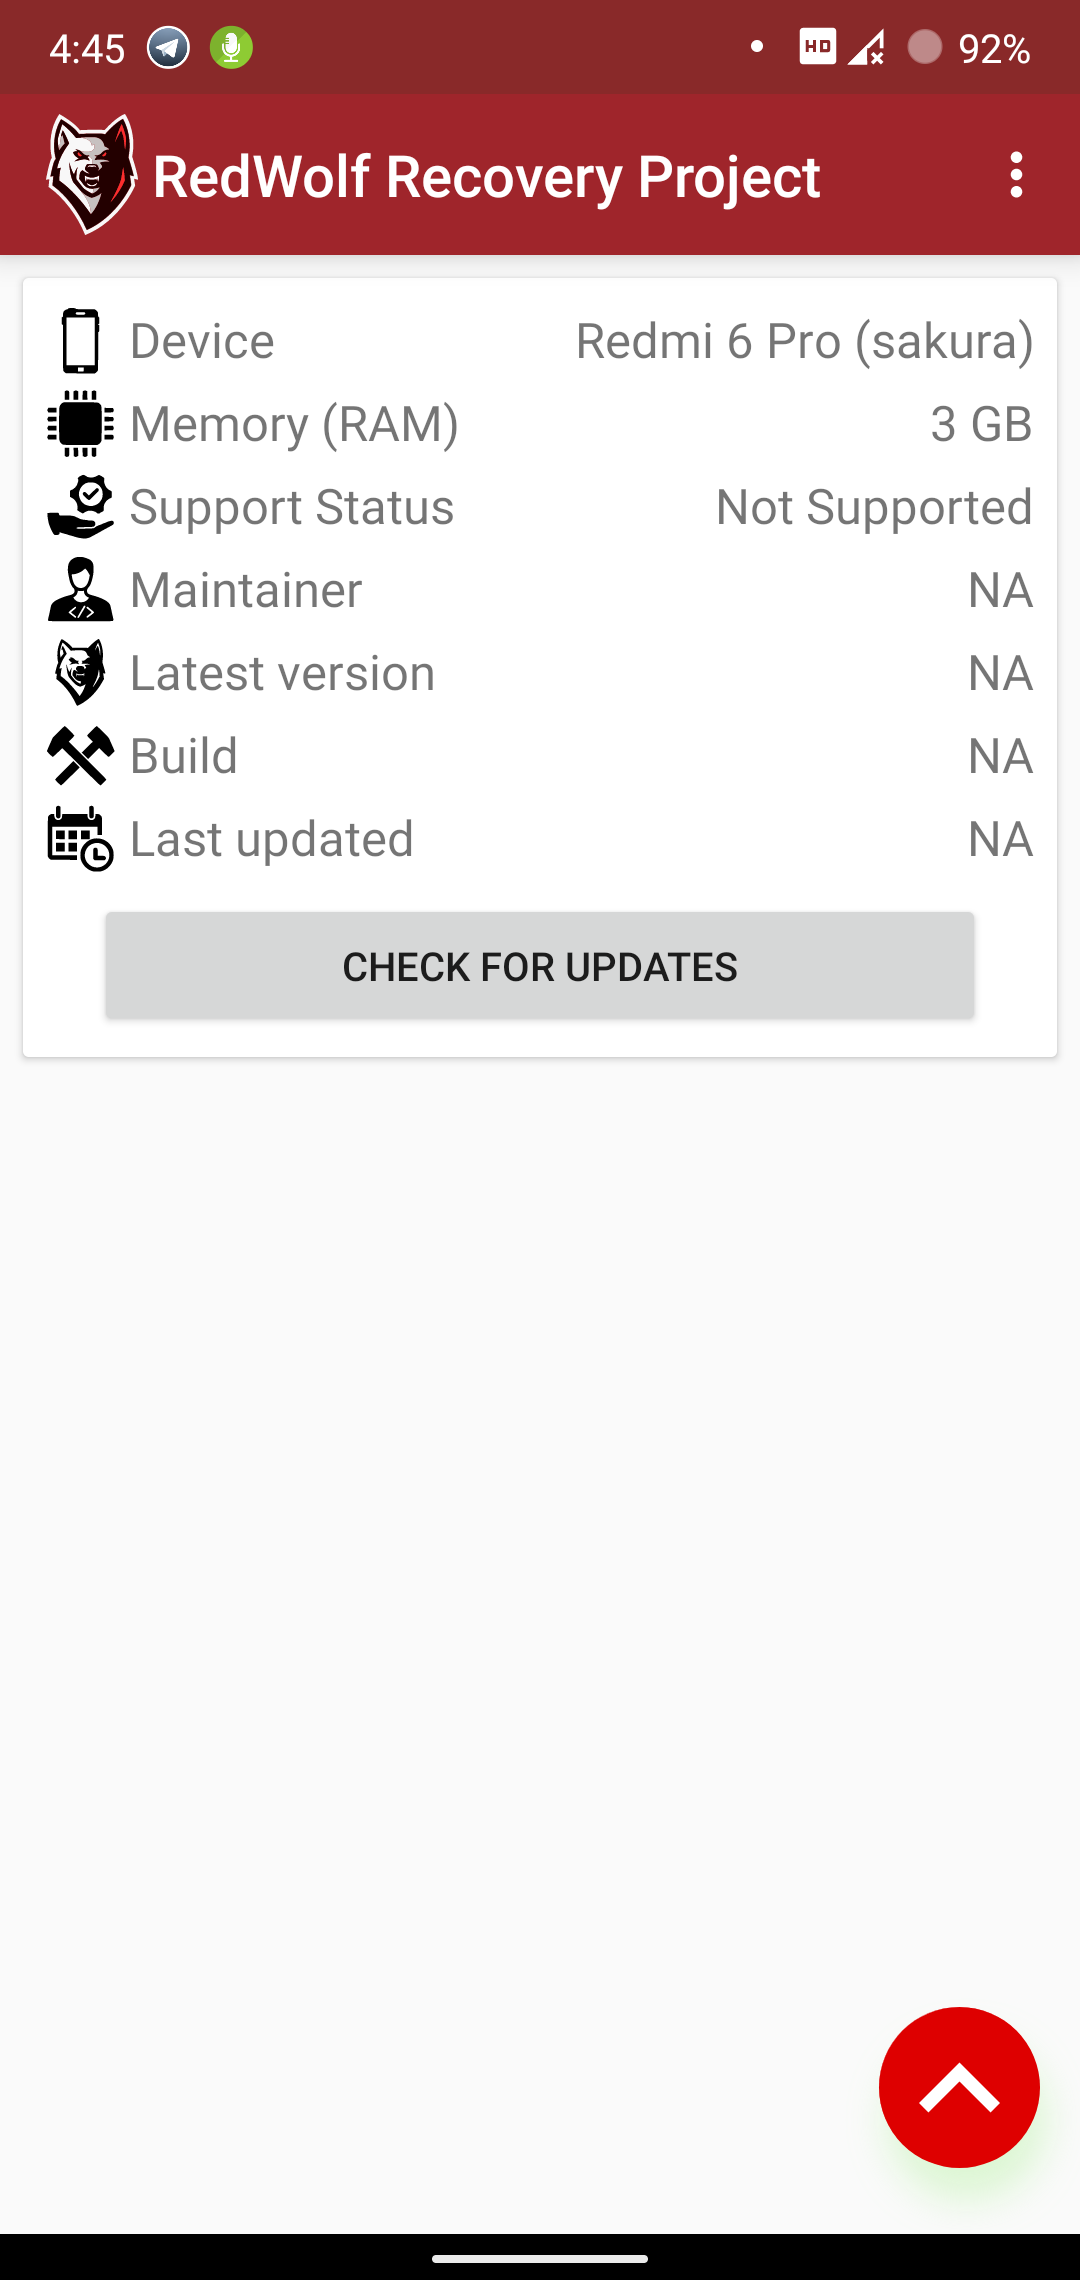 4:45 HD 92%
RedWolf Recovery Project
Device Redmi 6 Pro (sakura)
Memory (RAM) 3 GB
Support Status Not Supported
Maintainer NA
Latest version NA
Build NA
Last updated NA
CHECK FOR UPDATES